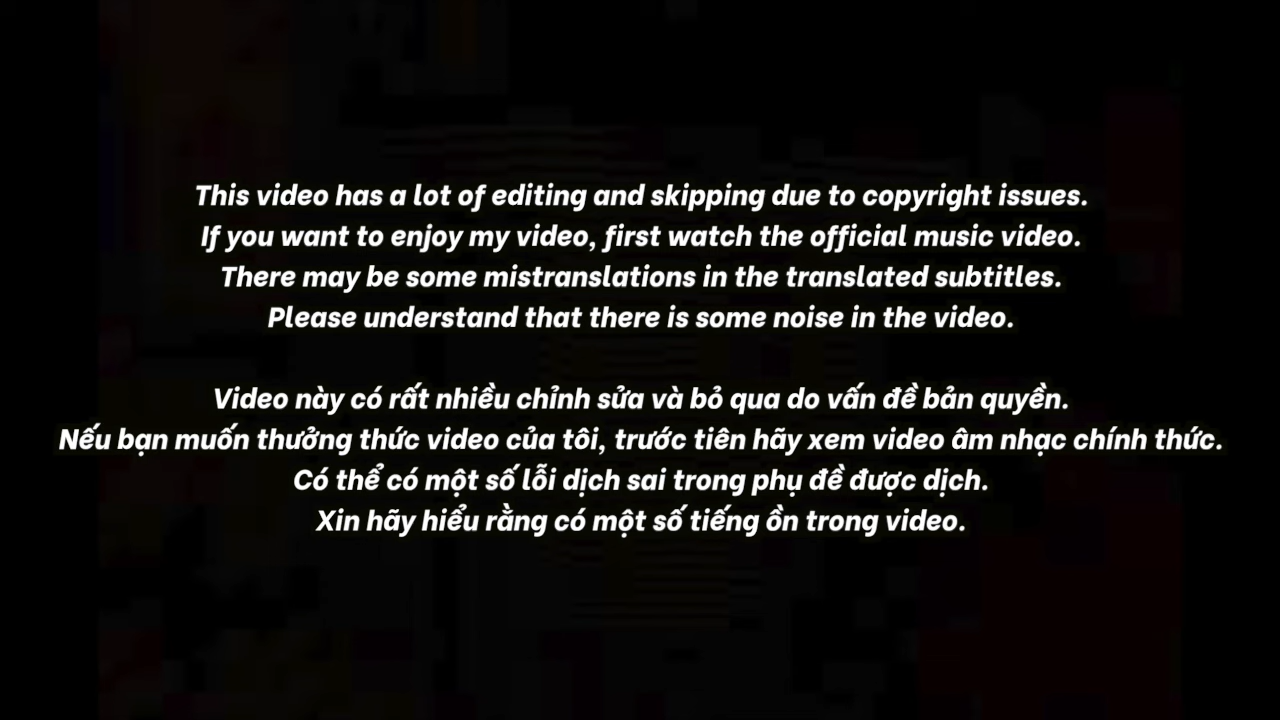 This video has a lot of editing and skipping due to copyright issues.
If you want to enjoy my video, first watch the official music video.
There may be some mistranslations in the translated subtitles.
Please understand that there is some noise in the video.
Video này có rất nhiều chỉnh sửa và bỏ qua do vấn đề bản quyền.
Nếu bạn muốn thưởng thức video của tôi, trước tiên hãy xem video âm nhạc chính thức.
Có thể có một số lỗi dịch sai trong phụ đề được dịch.
Xin hãy hiểu rằng có một số tiếng ồn trong video.